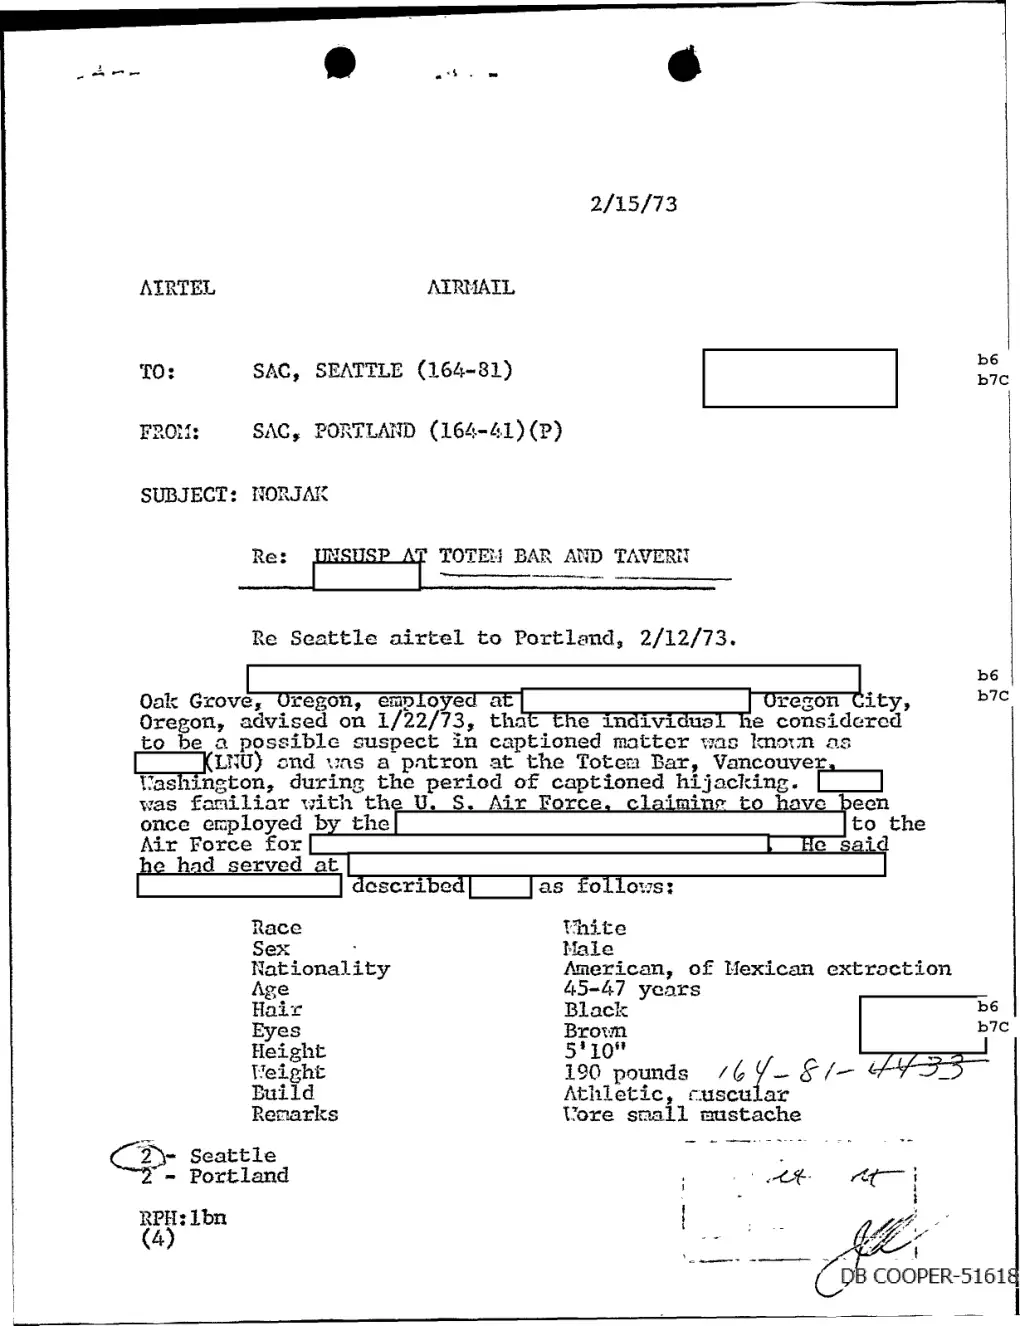 2/15/73
AIRTEL AIRMAIL
TO: SAC, SEATTLE (164-81)
b6
b7C
FROM: SAC, PORTLAND (164-41)(P)
SUBJECT: NORJAK
Re: UNSUSP AT TOTEM BAR AND TAVERN
Re Seattle airtel to Portland, 2/12/73.
b6
b7C
Oak Grove, Oregon, employed at Oregon City,
Oregon, advised on 1/22/73, that the individual he considered
to be a possible suspect in captioned matter was known as
(LNU) and was a patron at the Totem Bar, Vancouver,
Washington, during the period of captioned hijacking.
was familiar with the U. S. Air Force, claiming to have been
once employed by the to the
Air Force for . He said
he had served at
described as follows:
Race White
Sex Male
Nationality American, of Mexican extraction
Age 45-47 years
Hair Black
b6
Eyes Brown
b7C
Height 5'10"
Weight 190 pounds
164-81-4433
Build Athletic, muscular
Remarks Wore small mustache
2 - Seattle
2 - Portland
RPH:lbn
(4)
DB COOPER-51618